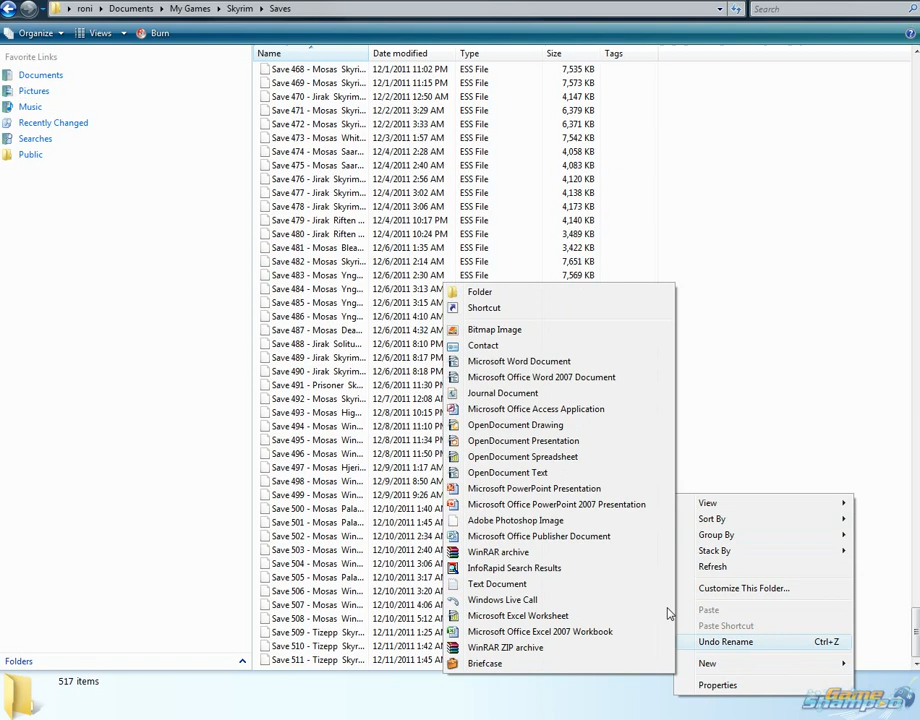 roni ▸ Documents ▸ My Games ▸ Skyrim ▸ Saves
Search
Organize Views Burn
Favorite Links
Documents
Pictures
Music
Recently Changed
Searches
Public
Folders
Name Date modified Type Size Tags
Save 468 - Mosas Skyri... 12/1/2011 11:02 PM ESS File 7,535 KB
Save 469 - Mosas Skyri... 12/1/2011 11:15 PM ESS File 7,573 KB
Save 470 - Jirak Skyrim... 12/2/2011 12:50 AM ESS File 4,147 KB
Save 471 - Mosas Skyri... 12/2/2011 3:29 AM ESS File 6,379 KB
Save 472 - Mosas Skyri... 12/2/2011 3:33 AM ESS File 6,371 KB
Save 473 - Mosas Whit... 12/3/2011 1:57 AM ESS File 7,542 KB
Save 474 - Mosas Saar... 12/4/2011 2:28 AM ESS File 4,058 KB
Save 475 - Mosas Saar... 12/4/2011 2:40 AM ESS File 4,083 KB
Save 476 - Jirak Skyrim... 12/4/2011 2:56 AM ESS File 4,120 KB
Save 477 - Jirak Skyrim... 12/4/2011 3:02 AM ESS File 4,138 KB
Save 478 - Jirak Skyrim... 12/4/2011 3:06 AM ESS File 4,173 KB
Save 479 - Jirak Riften ... 12/4/2011 10:17 PM ESS File 4,140 KB
Save 480 - Jirak Riften ... 12/4/2011 10:24 PM ESS File 3,489 KB
Save 481 - Mosas Blea... 12/6/2011 1:35 AM ESS File 3,422 KB
Save 482 - Mosas Skyri... 12/6/2011 2:14 AM ESS File 7,651 KB
Save 483 - Mosas Yng... 12/6/2011 2:30 AM ESS File 7,569 KB
Save 484 - Mosas Yng... 12/6/2011 3:13 AM
Save 485 - Mosas Yng... 12/6/2011 3:15 AM
Save 486 - Mosas Yng... 12/6/2011 4:10 AM
Save 487 - Mosas Dea... 12/6/2011 4:32 AM
Save 488 - Jirak Solitu... 12/6/2011 8:10 PM
Save 489 - Jirak Skyrim... 12/6/2011 8:17 PM
Save 490 - Jirak Skyrim... 12/6/2011 8:18 PM
Save 491 - Prisoner Sk... 12/6/2011 11:30 P
Save 492 - Mosas Skyri... 12/7/2011 12:08 A
Save 493 - Mosas Hig... 12/8/2011 10:15 P
Save 494 - Mosas Win... 12/8/2011 11:10 P
Save 495 - Mosas Win... 12/8/2011 11:34 P
Save 496 - Mosas Win... 12/8/2011 11:50 P
Save 497 - Mosas Hjeri... 12/9/2011 1:17 AM
Save 498 - Mosas Win... 12/9/2011 8:50 AM
Save 499 - Mosas Win... 12/9/2011 9:26 AM
Save 500 - Mosas Pala... 12/10/2011 1:40 A
Save 501 - Mosas Pala... 12/10/2011 1:45 A
Save 502 - Mosas Win... 12/10/2011 2:34 A
Save 503 - Mosas Win... 12/10/2011 2:40 A
Save 504 - Mosas Win... 12/10/2011 3:06 A
Save 505 - Mosas Pala... 12/10/2011 3:17 A
Save 506 - Mosas Win... 12/10/2011 3:36 A
Save 507 - Mosas Win... 12/10/2011 4:06 A
Save 508 - Mosas Win... 12/10/2011 5:12 A
Save 509 - Tizepp Skyri... 12/11/2011 1:25 A
Save 510 - Tizepp Skyri... 12/11/2011 1:42 A
Save 511 - Tizepp Skyri... 12/11/2011 1:45 A
Folder
Shortcut
Bitmap Image
Contact
Microsoft Word Document
Microsoft Office Word 2007 Document
Journal Document
Microsoft Office Access Application
OpenDocument Drawing
OpenDocument Presentation
OpenDocument Spreadsheet
OpenDocument Text
Microsoft PowerPoint Presentation
Microsoft Office PowerPoint 2007 Presentation
Adobe Photoshop Image
Microsoft Office Publisher Document
WinRAR archive
InfoRapid Search Results
Text Document
Windows Live Call
Microsoft Excel Worksheet
Microsoft Office Excel 2007 Workbook
WinRAR ZIP archive
Briefcase
View
Sort By
Group By
Stack By
Refresh
Customize This Folder...
Paste
Paste Shortcut
Undo Rename Ctrl+Z
New
Properties
517 items